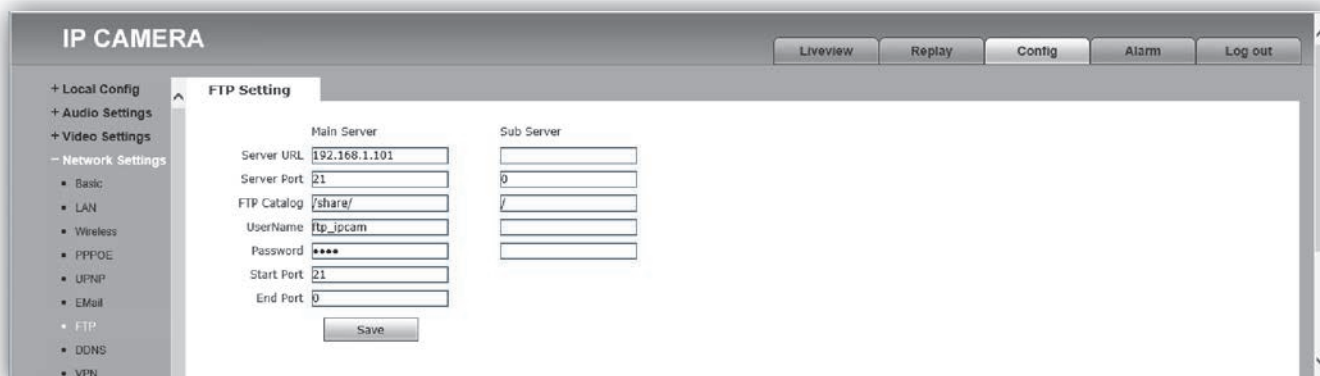 IP CAMERA
Liveview
Replay
Config
Alarm
Log out
+ Local Config
+ Audio Settings
+ Video Settings
− Network Settings
▪ Basic
▪ LAN
▪ Wireless
▪ PPPOE
▪ UPNP
▪ EMail
▪ FTP
▪ DDNS
▪ VPN
FTP Setting
Main Server Sub Server
Server URL 192.168.1.101
Server Port 21 0
FTP Catalog /share/ /
UserName ftp_ipcam
Password ••••
Start Port 21
End Port 0
Save